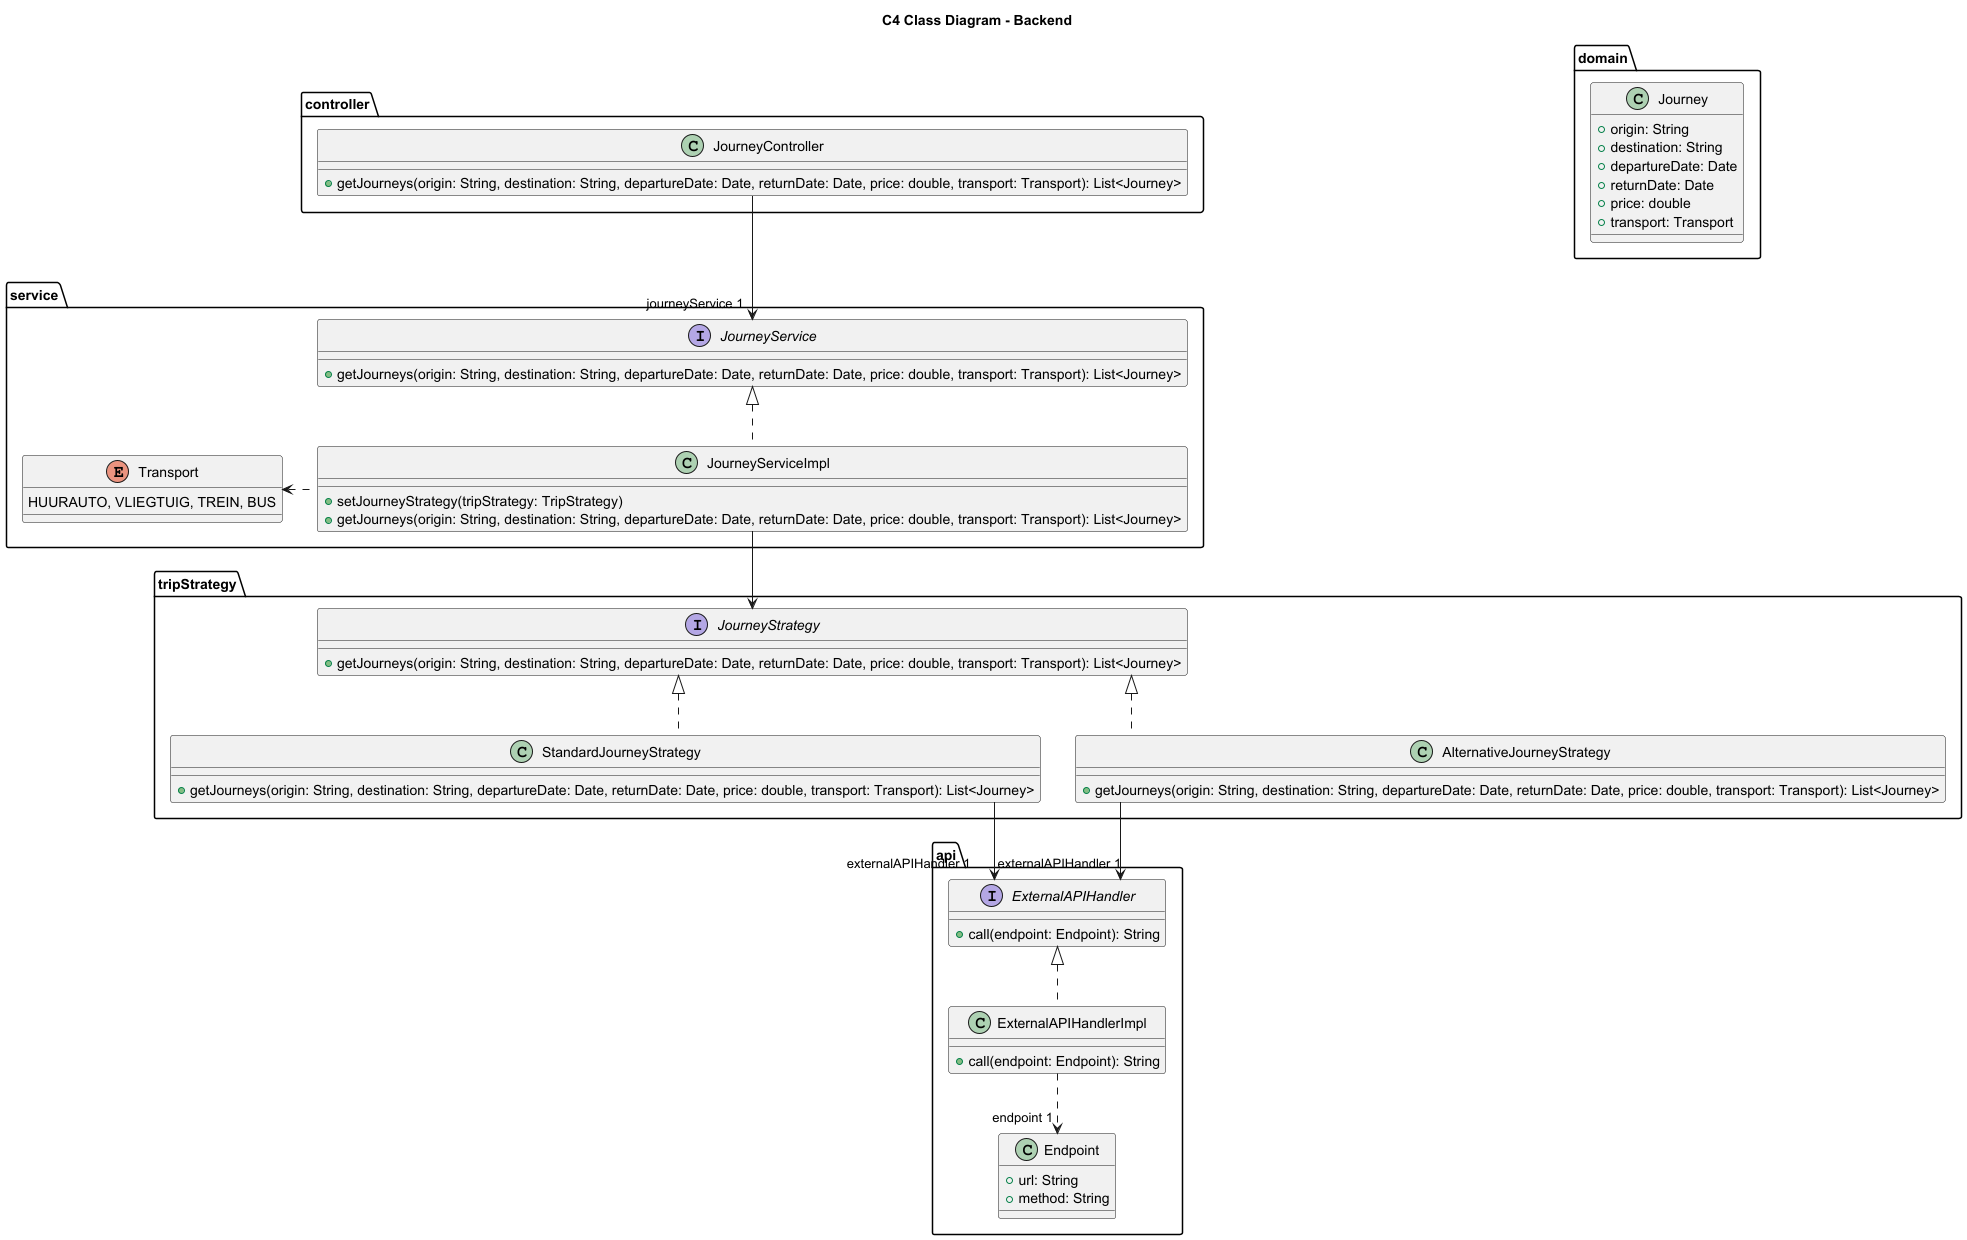 C4 Class Diagram - Backend
domain
C Journey
origin: String
destination: String
departureDate: Date
returnDate: Date
price: double
transport: Transport
controller
C JourneyController
getJourneys(origin: String, destination: String, departureDate: Date, returnDate: Date, price: double, transport: Transport): List<Journey>
journeyService 1
service
I JourneyService
getJourneys(origin: String, destination: String, departureDate: Date, returnDate: Date, price: double, transport: Transport): List<Journey>
E Transport
HUURAUTO, VLIEGTUIG, TREIN, BUS
C JourneyServiceImpl
setJourneyStrategy(tripStrategy: TripStrategy)
getJourneys(origin: String, destination: String, departureDate: Date, returnDate: Date, price: double, transport: Transport): List<Journey>
tripStrategy
I JourneyStrategy
getJourneys(origin: String, destination: String, departureDate: Date, returnDate: Date, price: double, transport: Transport): List<Journey>
C StandardJourneyStrategy
getJourneys(origin: String, destination: String, departureDate: Date, returnDate: Date, price: double, transport: Transport): List<Journey>
C AlternativeJourneyStrategy
getJourneys(origin: String, destination: String, departureDate: Date, returnDate: Date, price: double, transport: Transport): List<Journey>
externalAPIHandler 1
externalAPIHandler 1
api
I ExternalAPIHandler
call(endpoint: Endpoint): String
C ExternalAPIHandlerImpl
call(endpoint: Endpoint): String
endpoint 1
C Endpoint
url: String
method: String